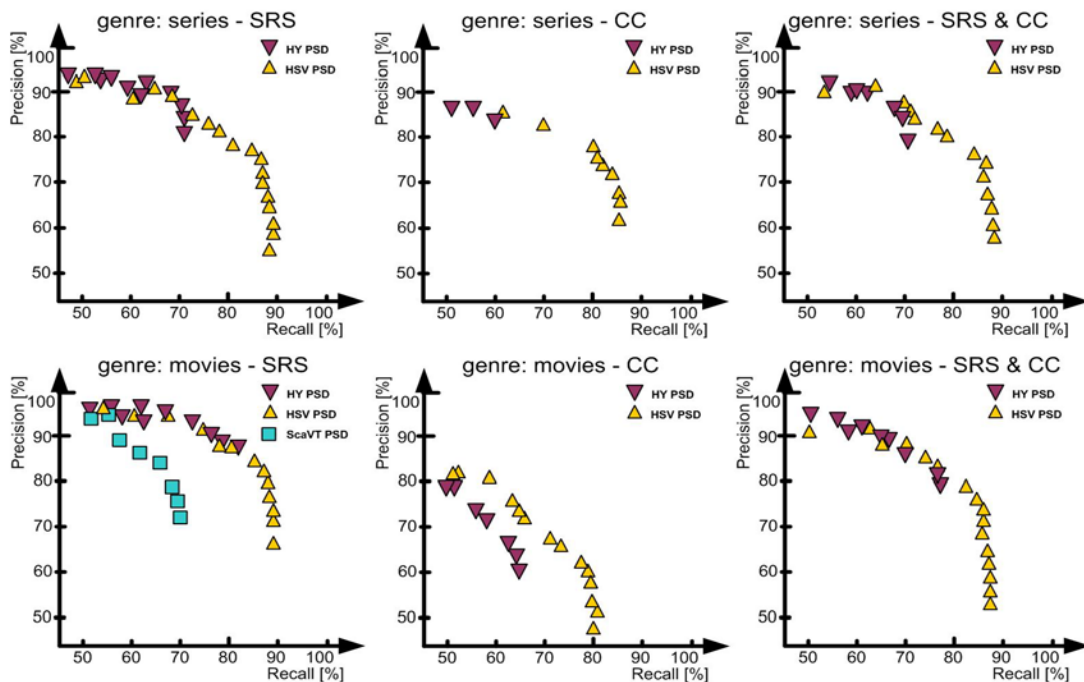 genre: series - SRS
Precision [%]
HY PSD
HSV PSD
100
90
80
70
60
50
50 60 70 80 90 100
Recall [%]
genre: series - CC
Precision [%]
HY PSD
HSV PSD
100
90
80
70
60
50
50 60 70 80 90 100
Recall [%]
genre: series - SRS & CC
Precision [%]
HY PSD
HSV PSD
100
90
80
70
60
50
50 60 70 80 90 100
Recall [%]
genre: movies - SRS
Precision [%]
HY PSD
HSV PSD
ScaVT PSD
100
90
80
70
60
50
50 60 70 80 90 100
Recall [%]
genre: movies - CC
Precision [%]
HY PSD
HSV PSD
100
90
80
70
60
50
50 60 70 80 90 100
Recall [%]
genre: movies - SRS & CC
Precision [%]
HY PSD
HSV PSD
100
90
80
70
60
50
50 60 70 80 90 100
Recall [%]